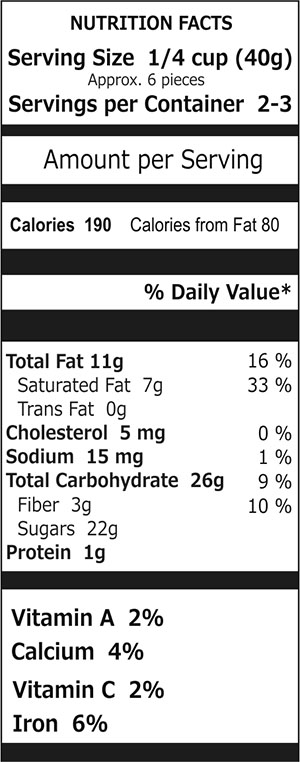 NUTRITION FACTS
Serving Size 1/4 cup (40g)
Approx. 6 pieces
Servings per Container 2-3
Amount per Serving
Calories 190 Calories from Fat 80
% Daily Value*
Total Fat 11g 16 %
Saturated Fat 7g 33 %
Trans Fat 0g
Cholesterol 5 mg 0 %
Sodium 15 mg 1 %
Total Carbohydrate 26g 9 %
Fiber 3g 10 %
Sugars 22g
Protein 1g
Vitamin A 2%
Calcium 4%
Vitamin C 2%
Iron 6%